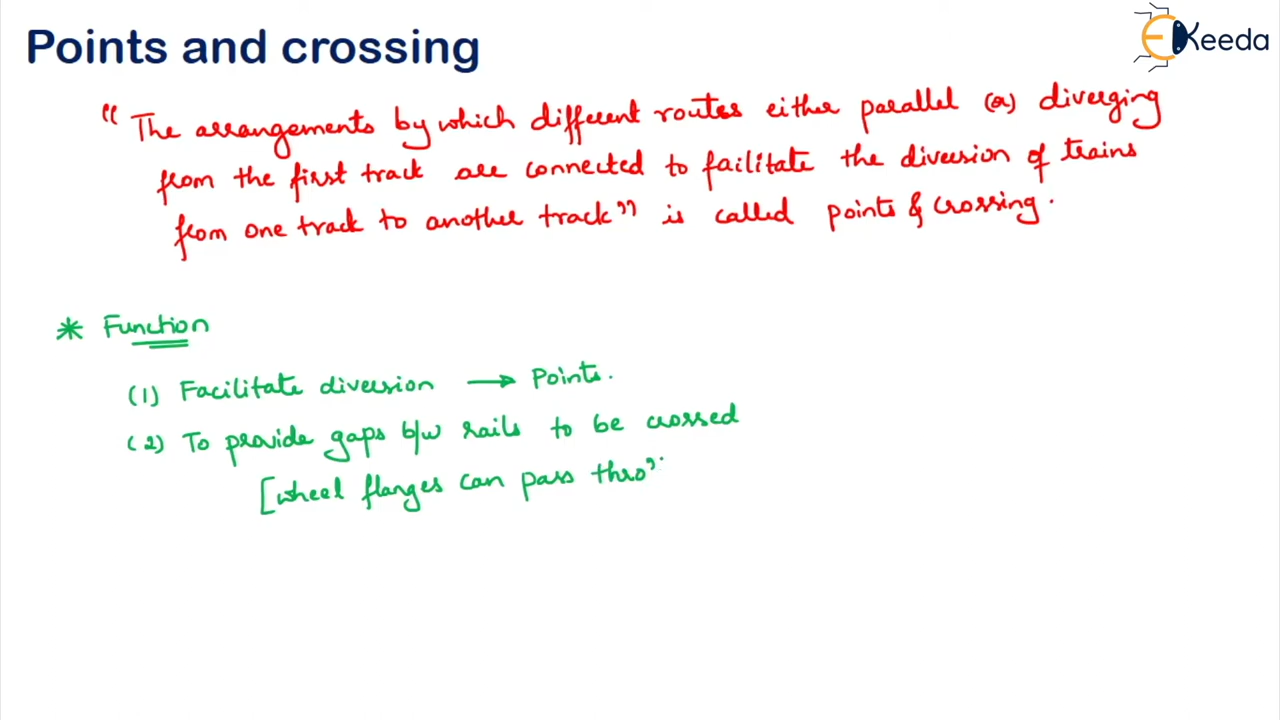 Points and crossing
EKeeda
"The arrangements by which different routes either parallel (or) diverging
from the first track are connected to failitate the diversion of trains
from one track to another track" is called points & crossing.
* Function
(1) Facilitate diversion → Points.
(2) To provide gaps b/w rails to be crossed
[wheel flanges can pass thro"